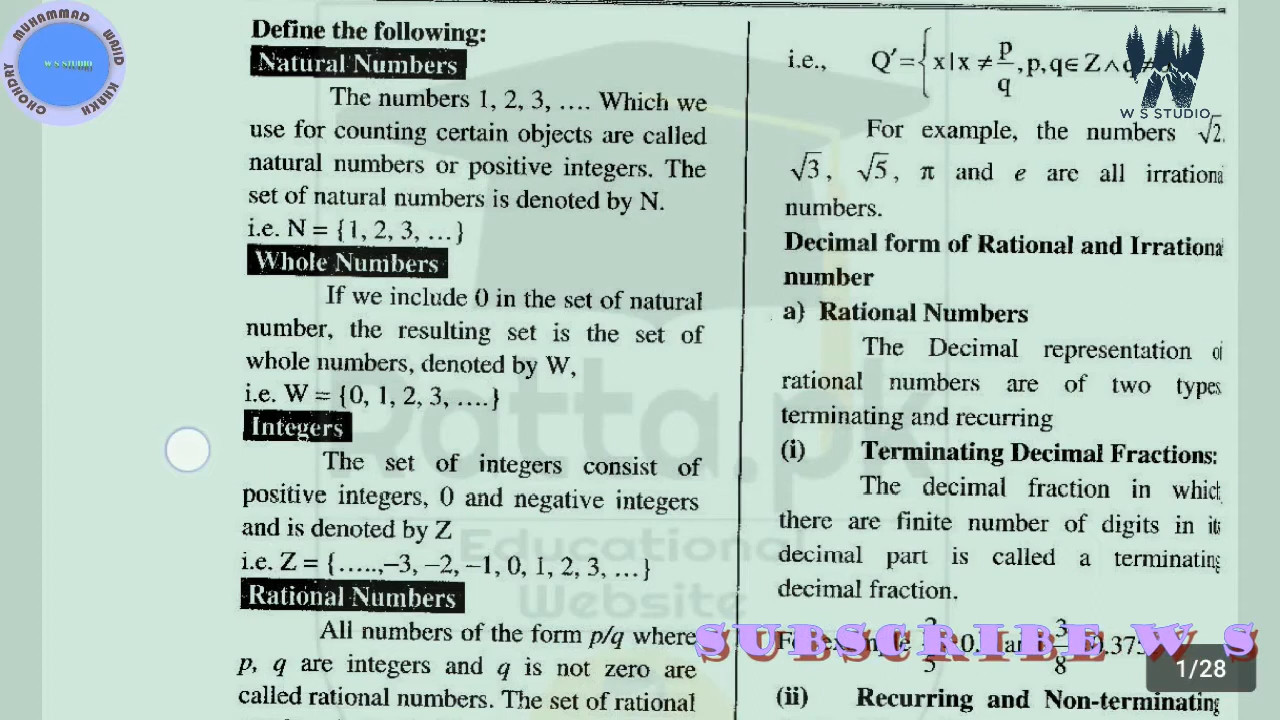 Define the following:
Natural Numbers
The numbers 1, 2, 3, …. Which we
use for counting certain objects are called
natural numbers or positive integers. The
set of natural numbers is denoted by N.
i.e. N = {1, 2, 3, …}
Whole Numbers
If we include 0 in the set of natural
number, the resulting set is the set of
whole numbers, denoted by W,
i.e. W = {0, 1, 2, 3, ….}
Integers
The set of integers consist of
positive integers, 0 and negative integers
and is denoted by Z
i.e. Z = {…..,–3, –2, –1, 0, 1, 2, 3, …}
Rational Numbers
All numbers of the form p/q where
p, q are integers and q is not zero are
called rational numbers. The set of rational
i.e., Q′ = {x | x ≠ p/q, p, q ∈ Z ∧ q ≠
For example, the numbers √2,
√3, √5, π and e are all irrationa
numbers.
Decimal form of Rational and Irrationa
number
a) Rational Numbers
The Decimal representation of
rational numbers are of two types
terminating and recurring
(i) Terminating Decimal Fractions:
The decimal fraction in which
there are finite number of digits in its
decimal part is called a terminating
decimal fraction.
3/8
(ii) Recurring and Non-terminating
CHOHDRY MUHAMMAD WAJID KHAKH
W S STUDIO
W S STUDIO
Ratta.pk
Educational
Website
SUBSCRIBE W S
1/28